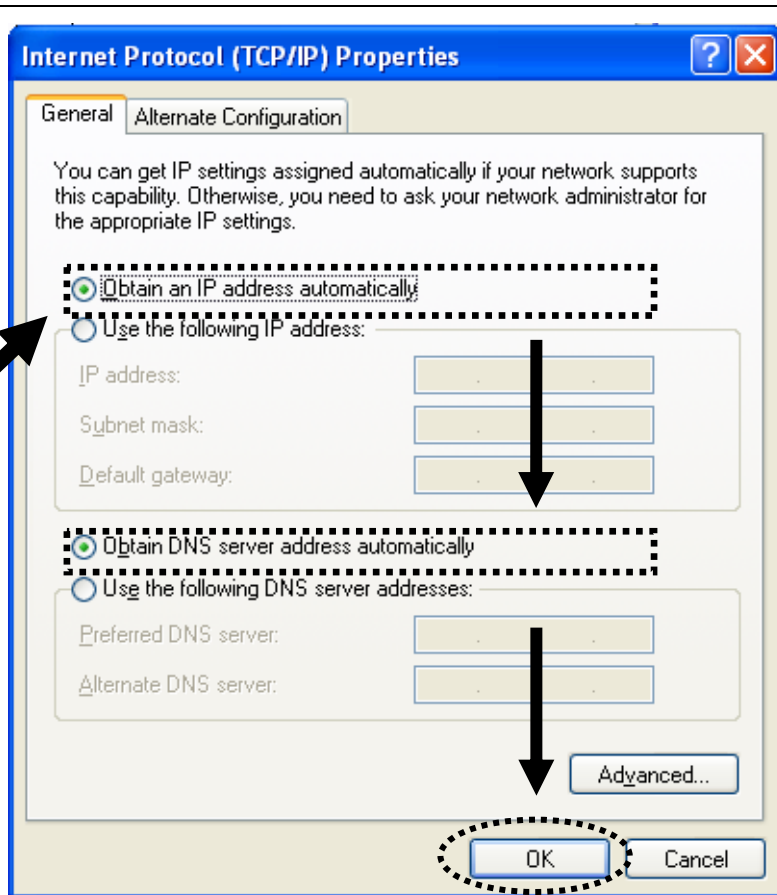 Internet Protocol (TCP/IP) Properties
General
Alternate Configuration
You can get IP settings assigned automatically if your network supports
this capability. Otherwise, you need to ask your network administrator for
the appropriate IP settings.
Obtain an IP address automatically
Use the following IP address:
IP address:
Subnet mask:
Default gateway:
Obtain DNS server address automatically
Use the following DNS server addresses:
Preferred DNS server:
Alternate DNS server:
Advanced...
OK
Cancel